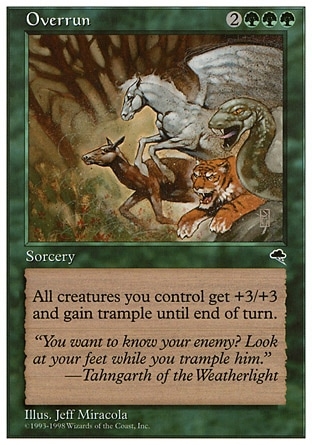 Overrun 2
Sorcery
All creatures you control get +3/+3
and gain trample until end of turn.
“You want to know your enemy? Look
at your feet while you trample him.”
—Tahngarth of the Weatherlight
Illus. Jeff Miracola
©1993-1998 Wizards of the Coast, Inc.